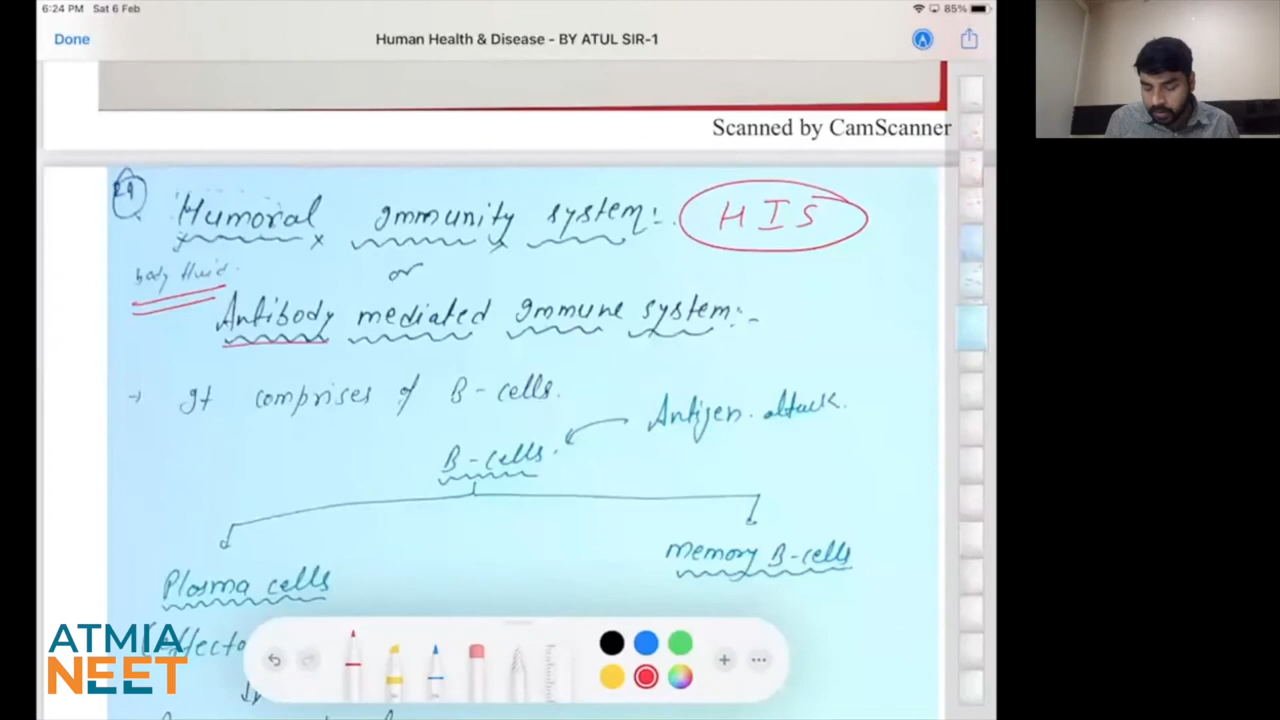 6:24 PM Sat 6 Feb
85%
Done
Human Health & Disease - BY ATUL SIR-1
Scanned by CamScanner
29
Humoral Immunity system:- HIS
body fluid.
or
Antibody mediated Immune system:-
→ It comprises of B-cells.
Antigen attack.
B-cells.
Plasma cells
Memory B-cells
(effecto
ATMIA
NEET